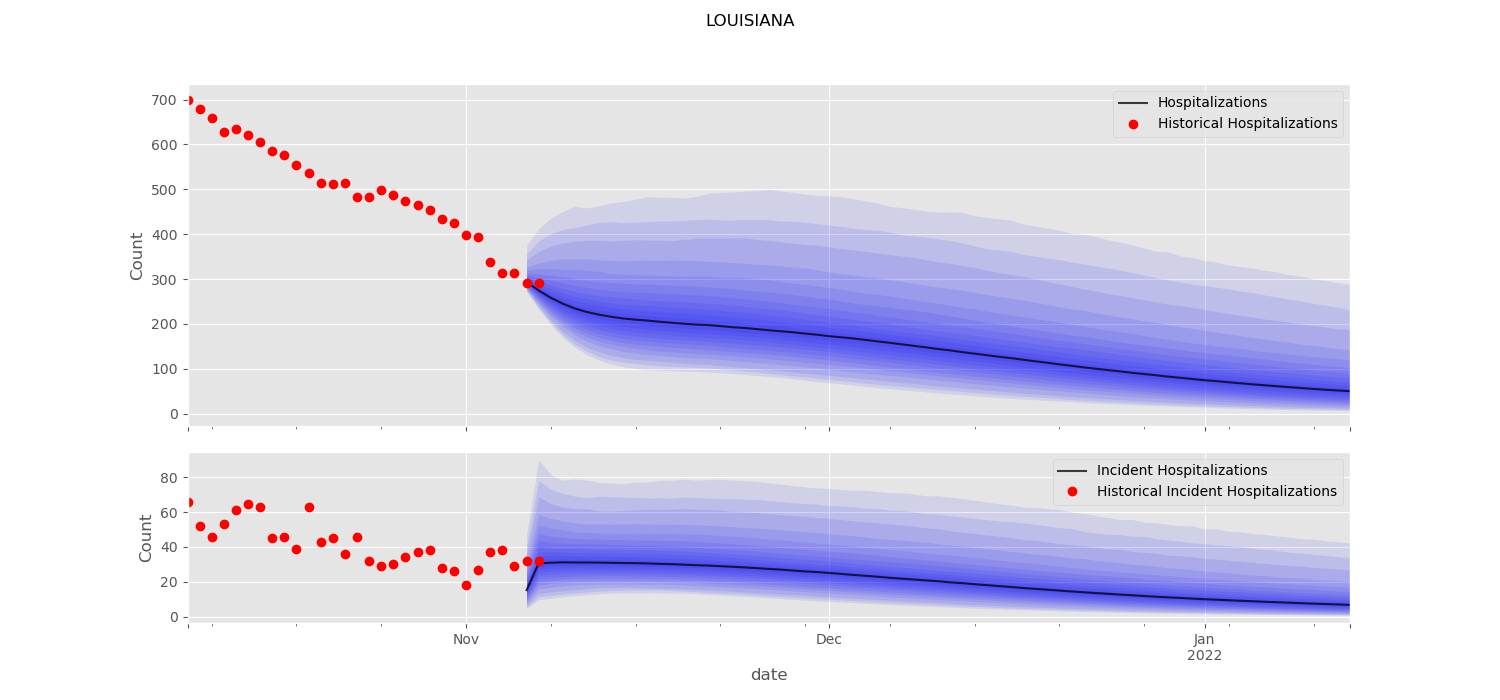 LOUISIANA
700
600
500
400
300
200
100
0
Count
Hospitalizations
Historical Hospitalizations
80
60
40
20
0
Count
Incident Hospitalizations
Historical Incident Hospitalizations
Nov
Dec
Jan
2022
date